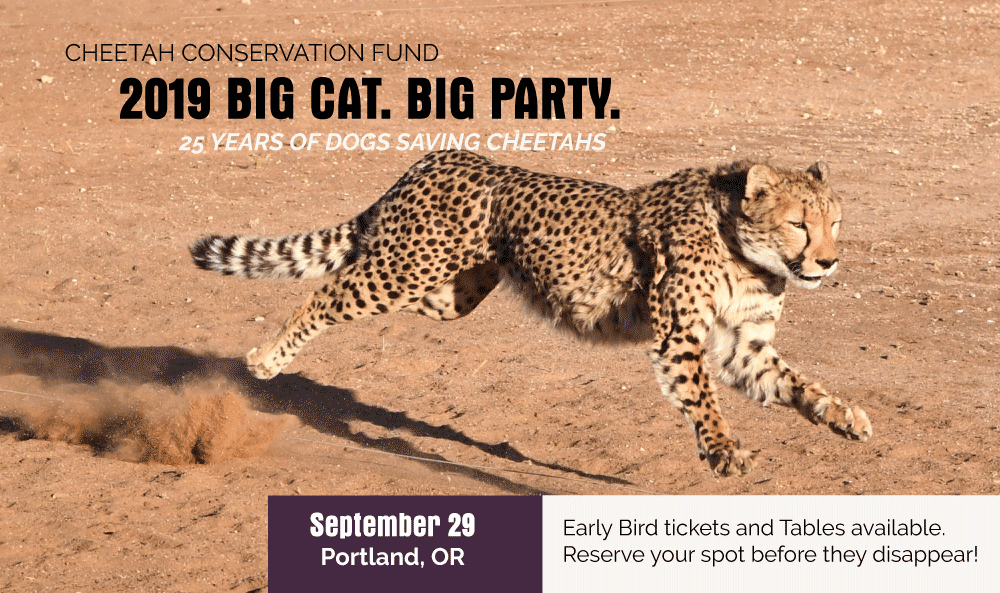 CHEETAH CONSERVATION FUND
2019 BIG CAT. BIG PARTY.
25 YEARS OF DOGS SAVING CHEETAHS
September 29
Portland, OR
Early Bird tickets and Tables available.
Reserve your spot before they disappear!